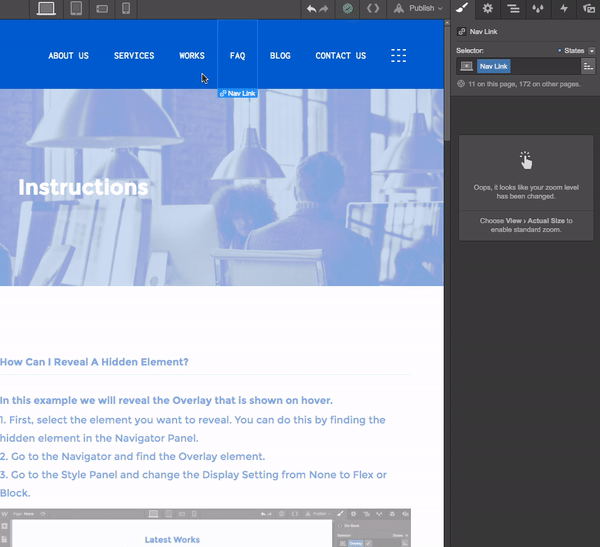 Publish
ABOUT US
SERVICES
WORKS
FAQ
BLOG
CONTACT US
Nav Link
Instructions
How Can I Reveal A Hidden Element?
In this example we will reveal the Overlay that is shown on hover.
1. First, select the element you want to reveal. You can do this by finding the
hidden element in the Navigator Panel.
2. Go to the Navigator and find the Overlay element.
3. Go to the Style Panel and change the Display Setting from None to Flex or
Block.
Latest Works
Nav Link
Selector:
States
Nav Link
11 on this page, 172 on other pages.
Oops, it looks like your zoom level
has been changed.
Choose View › Actual Size to
enable standard zoom.